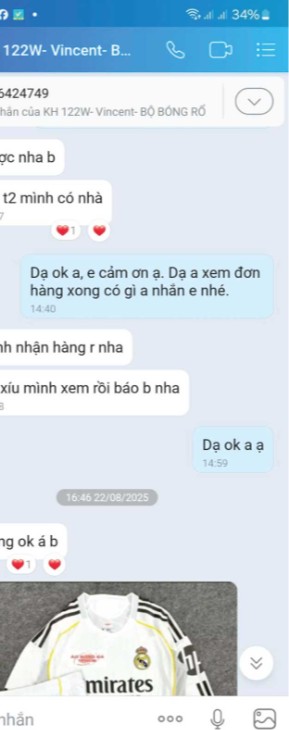 34%
122W- Vincent- B...
6424749
hắn của KH 122W- Vincent- BỘ BÓNG RỔ
ợc nha b
t2 mình có nhà
7
1
Dạ ok a, e cảm ơn ạ. Dạ a xem đơn
hàng xong có gì a nhắn e nhé.
14:40
nh nhận hàng r nha
xíu mình xem rồi báo b nha
8
Dạ ok a ạ
14:59
16:46 22/08/2025
ng ok á b
1
mirates
nhắn